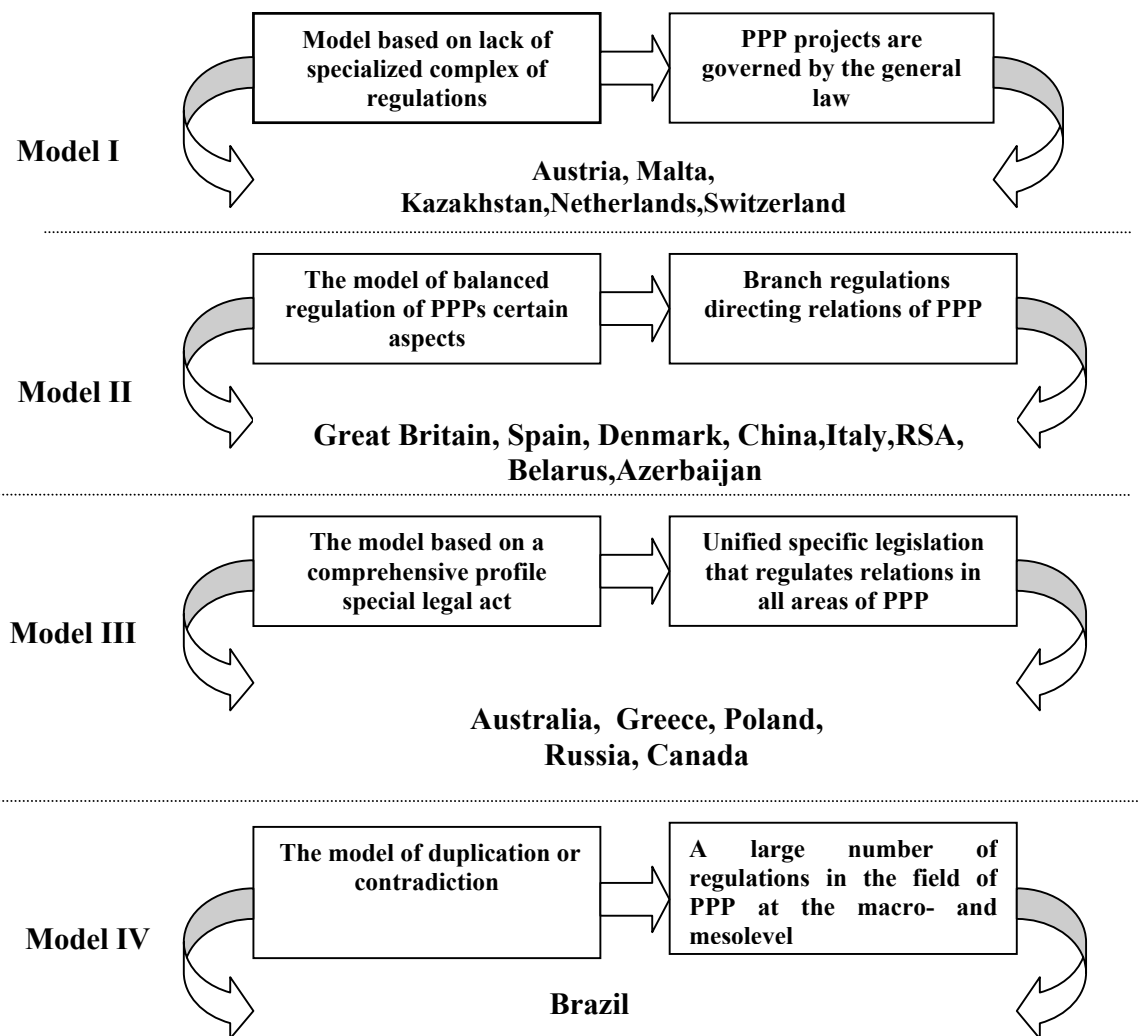 Model based on lack of
specialized complex of
regulations
PPP projects are
governed by the general
law
Model I
Austria, Malta,
Kazakhstan,Netherlands,Switzerland
The model of balanced
regulation of PPPs certain
aspects
Branch regulations
directing relations of PPP
Model II
Great Britain, Spain, Denmark, China,Italy,RSA,
Belarus,Azerbaijan
The model based on a
comprehensive profile
special legal act
Unified specific legislation
that regulates relations in
all areas of PPP
Model III
Australia, Greece, Poland,
Russia, Canada
The model of duplication or
contradiction
A large number of
regulations in the field of
PPP at the macro- and
mesolevel
Model IV
Brazil